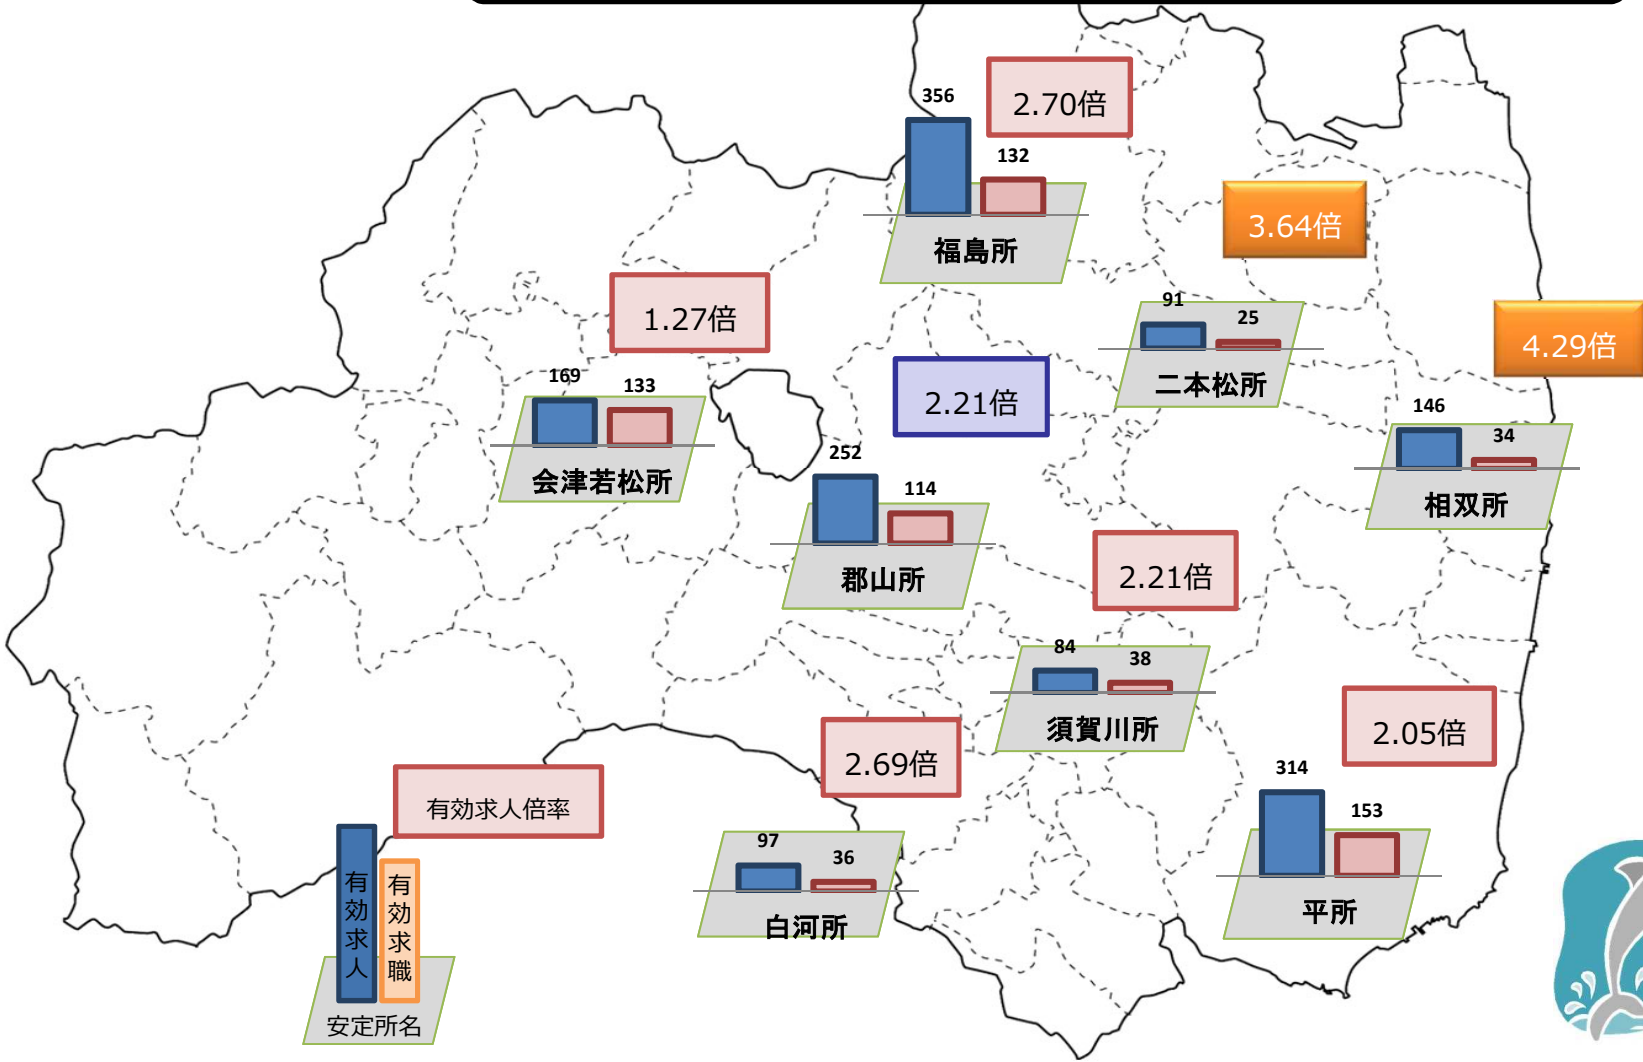 356
2.70倍
132
福島所
3.64倍
1.27倍
91
25
二本松所
4.29倍
169
133
会津若松所
2.21倍
146
34
相双所
252
114
郡山所
2.21倍
84
38
須賀川所
2.05倍
2.69倍
314
153
平所
有効求人倍率
97
36
白河所
有効求人
有効求職
安定所名